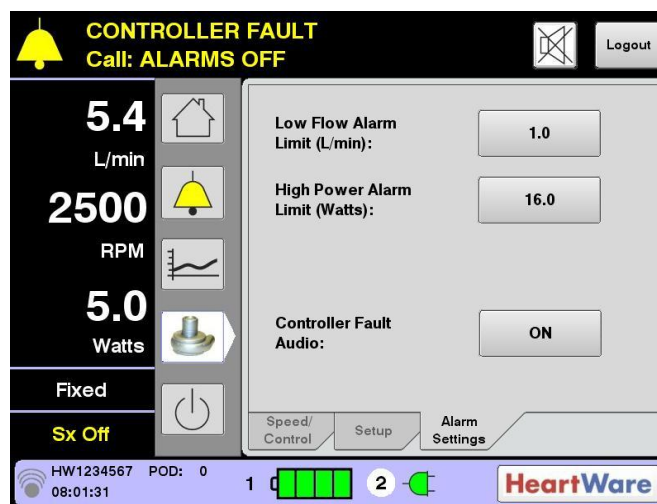 CONTROLLER FAULT
Call: ALARMS OFF
Logout
5.4
L/min
2500
RPM
5.0
Watts
Fixed
Sx Off
Low Flow Alarm
Limit (L/min):
1.0
High Power Alarm
Limit (Watts):
16.0
Controller Fault
Audio:
ON
Speed/
Control
Setup
Alarm
Settings
HW1234567 POD: 0
08:01:31
1
2
HeartWare